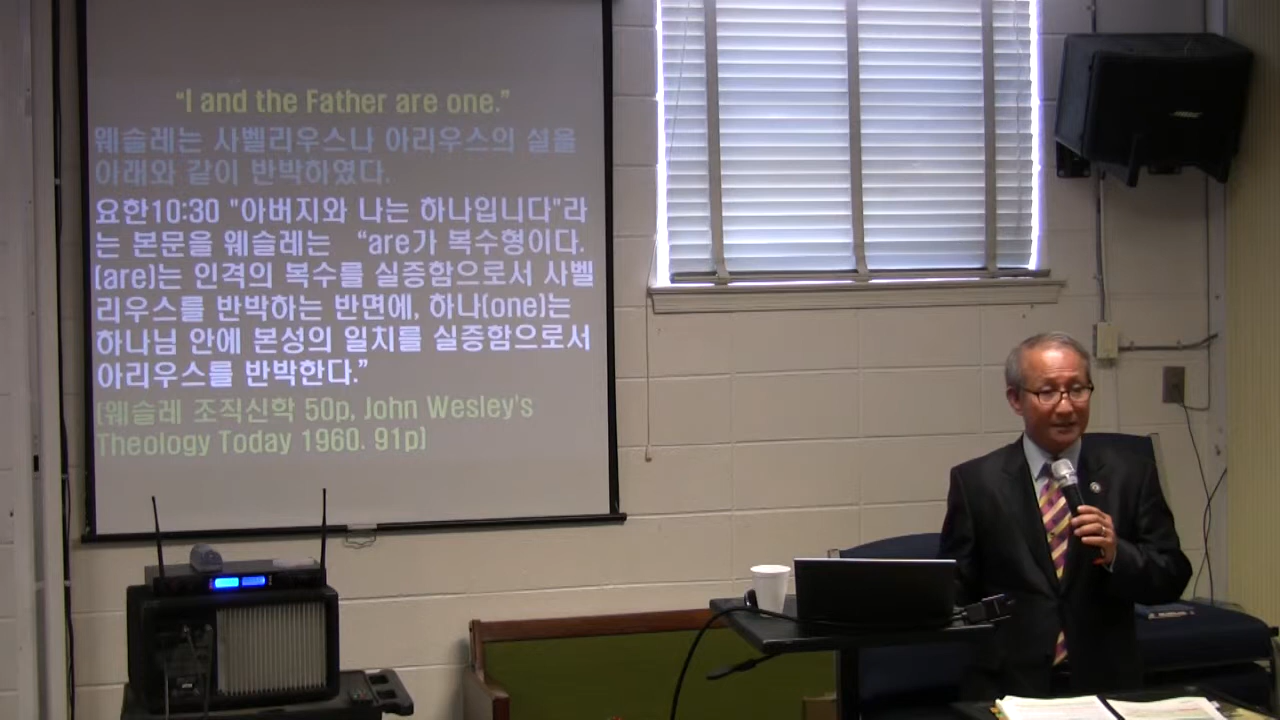 “I and the Father are one.”
웨슬레는 사벨리우스나 아리우스의 설을
아래와 같이 반박하였다.
요한10:30 "아버지와 나는 하나입니다"라
는 본문을 웨슬레는 “are가 복수형이다.
(are)는 인격의 복수를 실증함으로서 사벨
리우스를 반박하는 반면에, 하나(one)는
하나님 안에 본성의 일치를 실증함으로서
아리우스를 반박한다.”
(웨슬레 조직신학 50p, John Wesley's
Theology Today 1960. 91p)